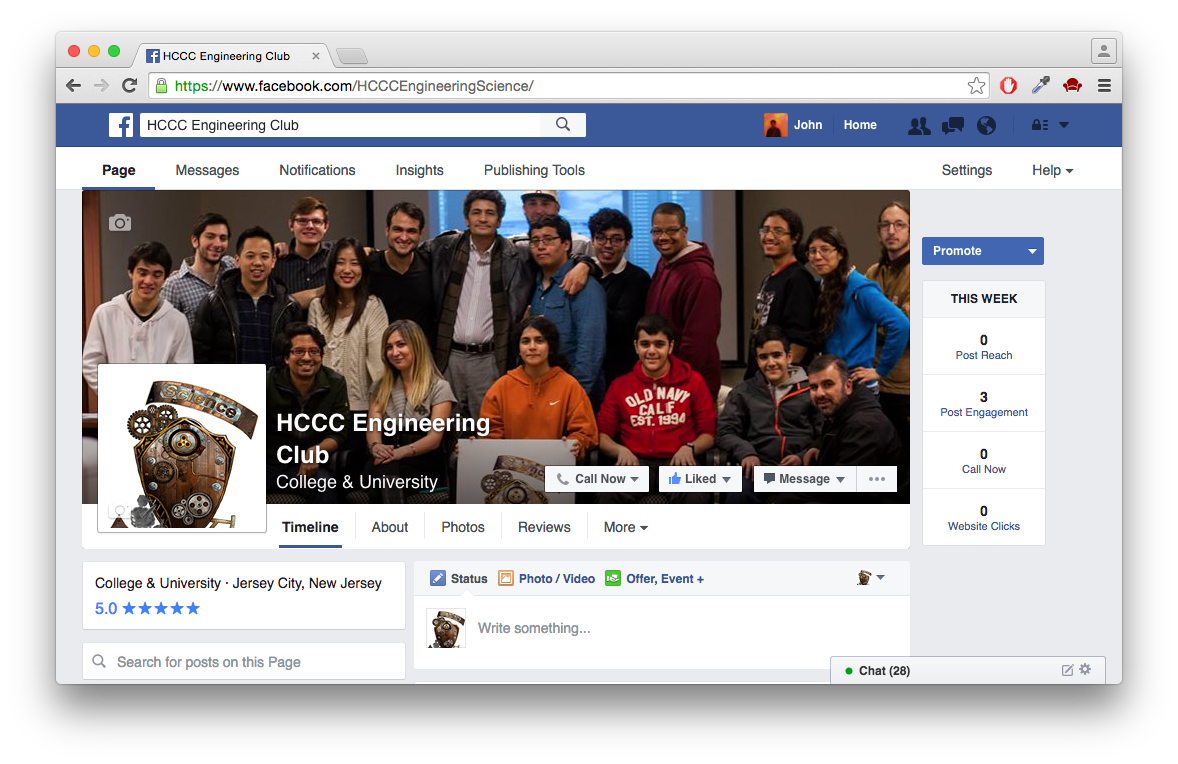 HCCC Engineering Club
https://www.facebook.com/HCCCEngineeringScience/
HCCC Engineering Club
John
Home
Page
Messages
Notifications
Insights
Publishing Tools
Settings
Help
Promote
THIS WEEK
0
Post Reach
3
Post Engagement
0
Call Now
0
Website Clicks
OLD NAVY
CALIF
EST. 1994
Science
HCCC Engineering
Club
College & University
Call Now
Liked
Message
Timeline
About
Photos
Reviews
More
College & University · Jersey City, New Jersey
5.0
Search for posts on this Page
Status
Photo / Video
Offer, Event +
Write something...
Chat (28)